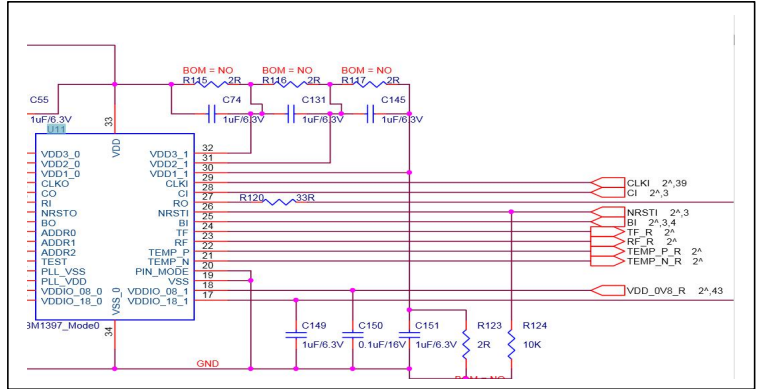 BOM = NO BOM = NO BOM = NO
R115 2R R116 2R R117 2R
C55 C74 C131 C145
1uF/6.3V 1uF/6.3V 1uF/6.3V 1uF/6.3V
U11
33
VDD
VDD3_0 VDD3_1 32
VDD2_0 VDD2_1 31
VDD1_0 VDD1_1 30
CLKO CLKI 29 CLKI 2^,39
CO CI 28 CI 2^,3
RI RO 27 R120 33R
NRSTO NRSTI 26 NRSTI 2^,3
BO BI 25 BI 2^,3,4
ADDR0 TF 24 TF_R 2^
ADDR1 RF 23 RF_R 2^
ADDR2 TEMP_P 22 TEMP_P_R 2^
TEST TEMP_N 21 TEMP_N_R 2^
PLL_VSS PIN_MODE 20
PLL_VDD VSS 19
VDDIO_08_0 VDDIO_08_1 18 VDD_0V8_R 2^,43
VDDIO_18_0 VDDIO_18_1 17
VSS_0
BM1397_Mode0
34
C149 C150 C151 R123 R124
1uF/6.3V 0.1uF/16V 1uF/6.3V 2R 10K
GND